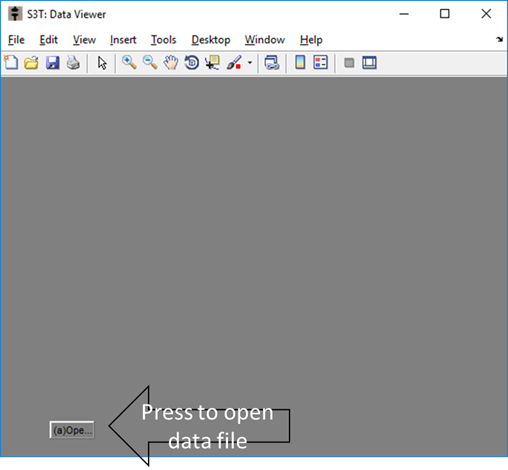 S3T: Data Viewer
File Edit View Insert Tools Desktop Window Help
Press to open
(a)Ope...
data file